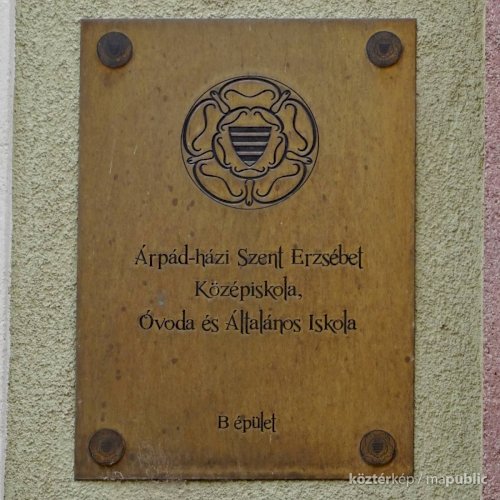 Árpád-házi Szent Erzsébet
Középiskola,
Óvoda és Általános Iskola
B épület
köztérkép / mapublic